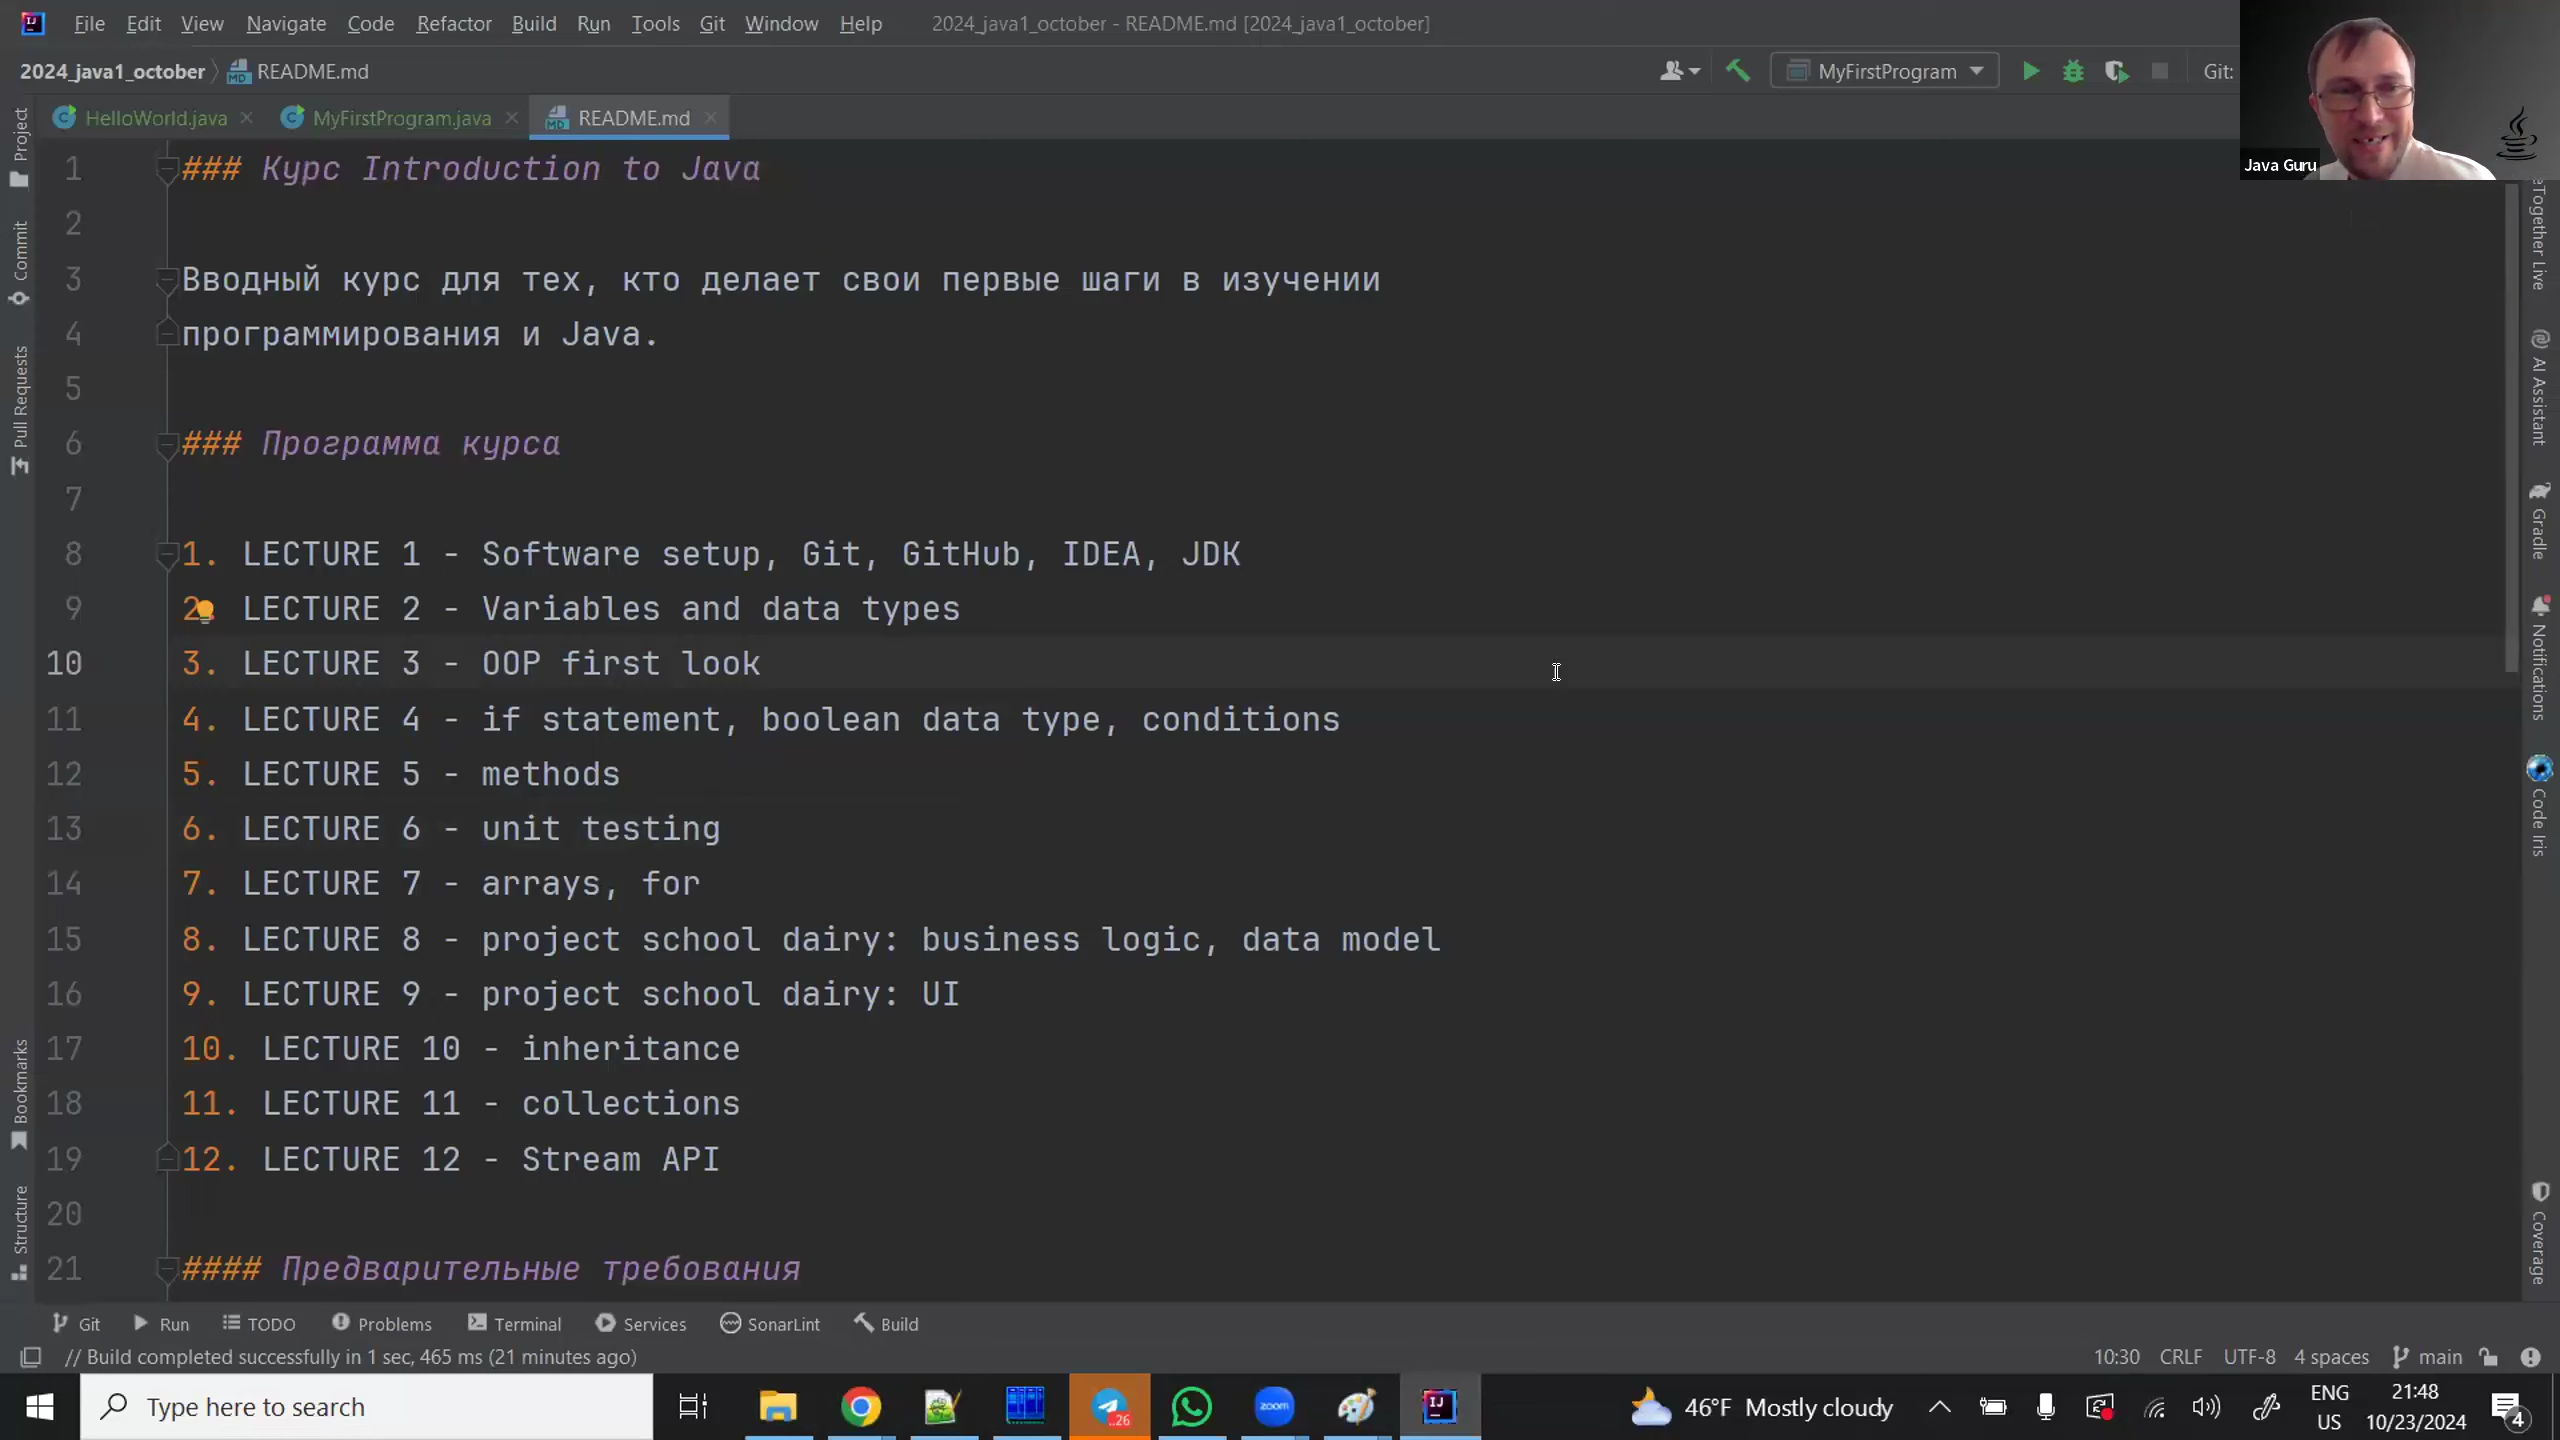 File Edit View Navigate Code Refactor Build Run Tools Git Window Help 2024_java1_october - README.md [2024_java1_october]
2024_java1_october README.md MyFirstProgram Git:
Java Guru
HelloWorld.java MyFirstProgram.java README.md
Project
Commit
Pull Requests
Bookmarks
Structure
1 ### Курс Introduction to Java
2
3 Вводный курс для тех, кто делает свои первые шаги в изучении
4 программирования и Java.
5
6 ### Программа курса
7
8 1. LECTURE 1 - Software setup, Git, GitHub, IDEA, JDK
9 2. LECTURE 2 - Variables and data types
10 3. LECTURE 3 - OOP first look
11 4. LECTURE 4 - if statement, boolean data type, conditions
12 5. LECTURE 5 - methods
13 6. LECTURE 6 - unit testing
14 7. LECTURE 7 - arrays, for
15 8. LECTURE 8 - project school dairy: business logic, data model
16 9. LECTURE 9 - project school dairy: UI
17 10. LECTURE 10 - inheritance
18 11. LECTURE 11 - collections
19 12. LECTURE 12 - Stream API
20
21 #### Предварительные требования
eTogether Live
AI Assistant
Gradle
Notifications
Code Iris
Coverage
Git Run TODO Problems Terminal Services SonarLint Build
// Build completed successfully in 1 sec, 465 ms (21 minutes ago) 10:30 CRLF UTF-8 4 spaces main
Type here to search ..26 zoom 46°F Mostly cloudy ENG 21:48
US 10/23/2024 4